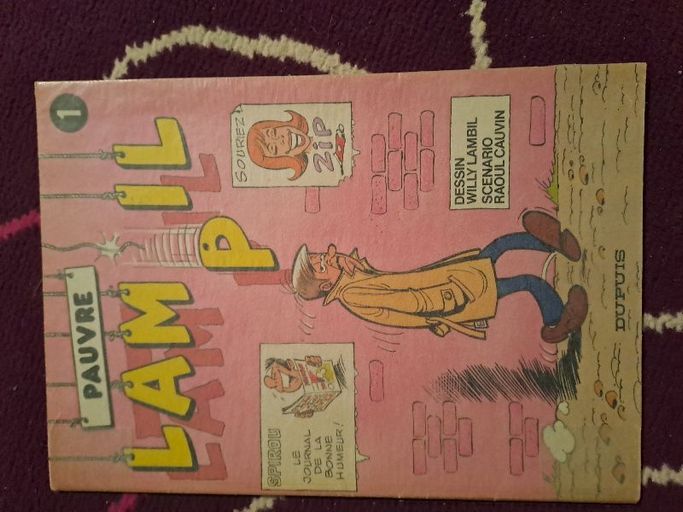 1
PAUVRE
LAMPIL
SOURIEZ
ZIP
SPIROU
LE
JOURNAL
DE LA
BONNE
HUMEUR!
DESSIN
WILLY LAMBIL
SCENARIO
RAOUL CAUVIN
DUPUIS